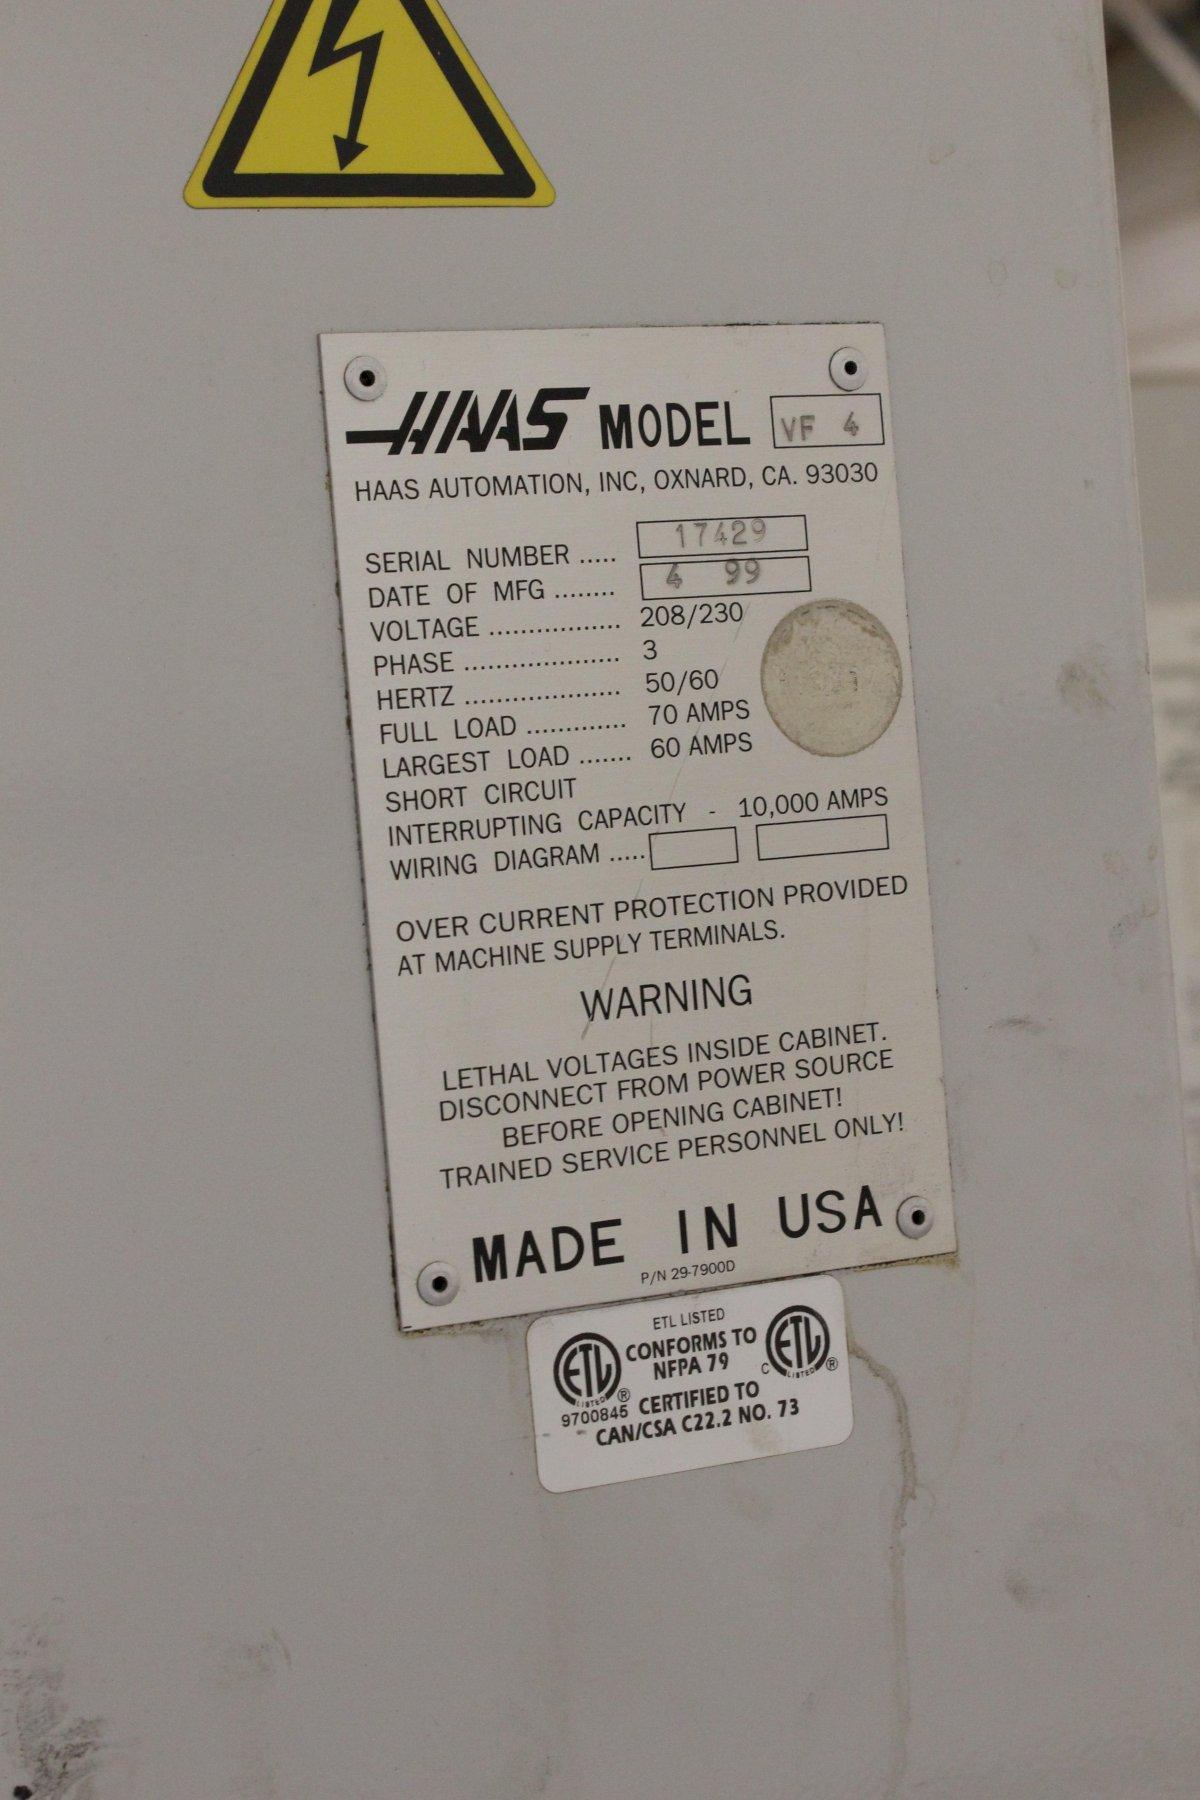 HAAS MODEL VF 4
HAAS AUTOMATION, INC, OXNARD, CA. 93030
SERIAL NUMBER ..... 17429
DATE OF MFG ........ 4 99
VOLTAGE ................. 208/230
PHASE .................... 3
HERTZ .................... 50/60
FULL LOAD ............. 70 AMPS
LARGEST LOAD ....... 60 AMPS
SHORT CIRCUIT
INTERRUPTING CAPACITY - 10,000 AMPS
WIRING DIAGRAM .....
OVER CURRENT PROTECTION PROVIDED
AT MACHINE SUPPLY TERMINALS.
WARNING
LETHAL VOLTAGES INSIDE CABINET.
DISCONNECT FROM POWER SOURCE
BEFORE OPENING CABINET!
TRAINED SERVICE PERSONNEL ONLY!
MADE IN USA
P/N 29-7900D
ETL LISTED
CONFORMS TO
NFPA 79
ETL LISTED ®
C ETL LISTED ®
9700845 CERTIFIED TO
CAN/CSA C22.2 NO. 73